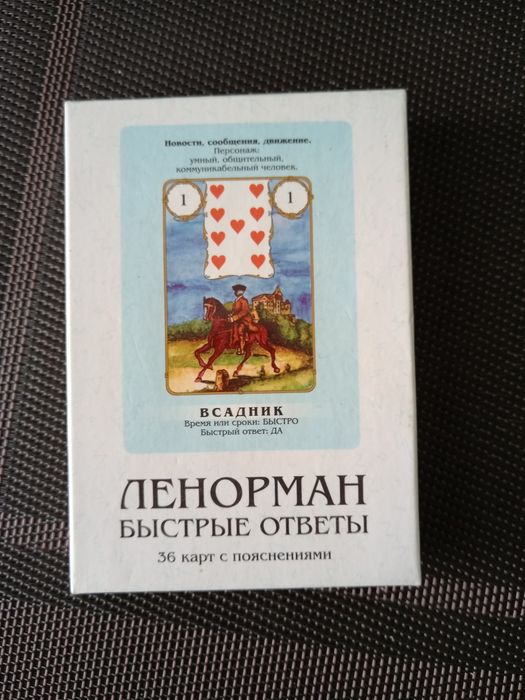 Новости, сообщения, движение.
Персонаж:
умный, общительный,
коммуникабельный человек.
1 1
ВСАДНИК
Время или сроки: БЫСТРО
Быстрый ответ: ДА
ЛЕНОРМАН
БЫСТРЫЕ ОТВЕТЫ
36 карт с пояснениями